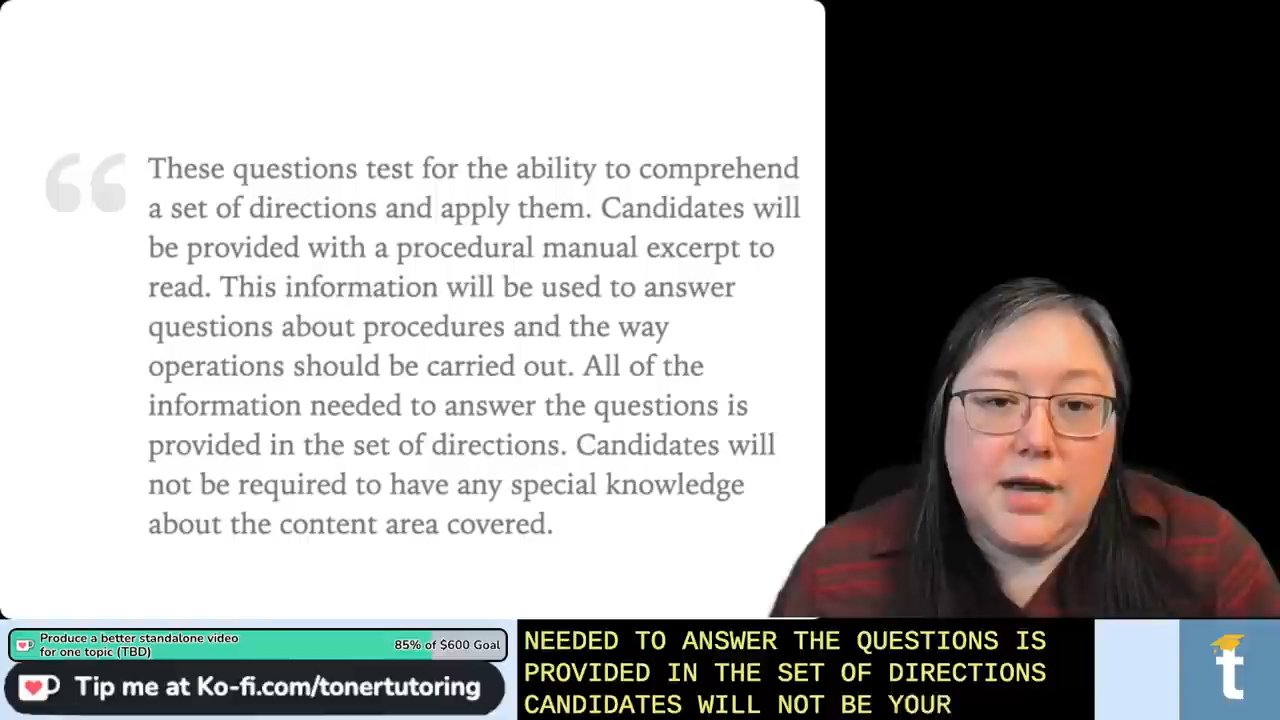 These questions test for the ability to comprehend
a set of directions and apply them. Candidates will
be provided with a procedural manual excerpt to
read. This information will be used to answer
questions about procedures and the way
operations should be carried out. All of the
information needed to answer the questions is
provided in the set of directions. Candidates will
not be required to have any special knowledge
about the content area covered.
Produce a better standalone video
for one topic (TBD)
85% of $600 Goal
Tip me at Ko-fi.com/tonertutoring
NEEDED TO ANSWER THE QUESTIONS IS
PROVIDED IN THE SET OF DIRECTIONS
CANDIDATES WILL NOT BE YOUR
t